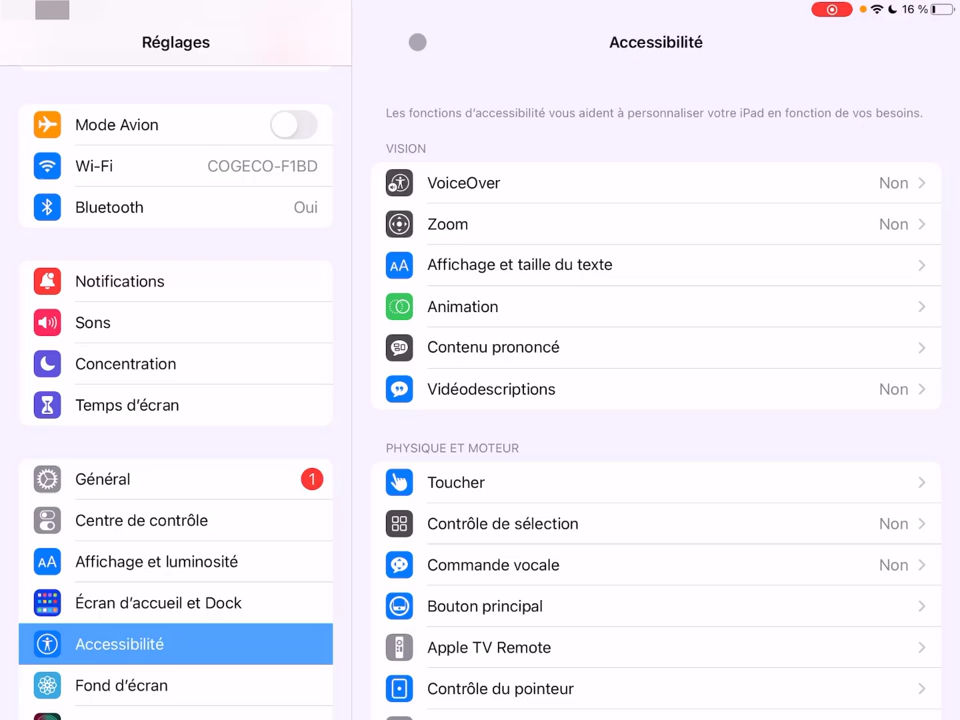 16 %
Réglages
Accessibilité
Mode Avion
Wi-Fi COGECO-F1BD
Bluetooth Oui
Notifications
Sons
Concentration
Temps d'écran
Général 1
Centre de contrôle
AA Affichage et luminosité
Écran d'accueil et Dock
Accessibilité
Fond d'écran
Les fonctions d'accessibilité vous aident à personnaliser votre iPad en fonction de vos besoins.
VISION
VoiceOver Non
Zoom Non
AA Affichage et taille du texte
Animation
Contenu prononcé
Vidéodescriptions Non
PHYSIQUE ET MOTEUR
Toucher
Contrôle de sélection Non
Commande vocale Non
Bouton principal
Apple TV Remote
Contrôle du pointeur